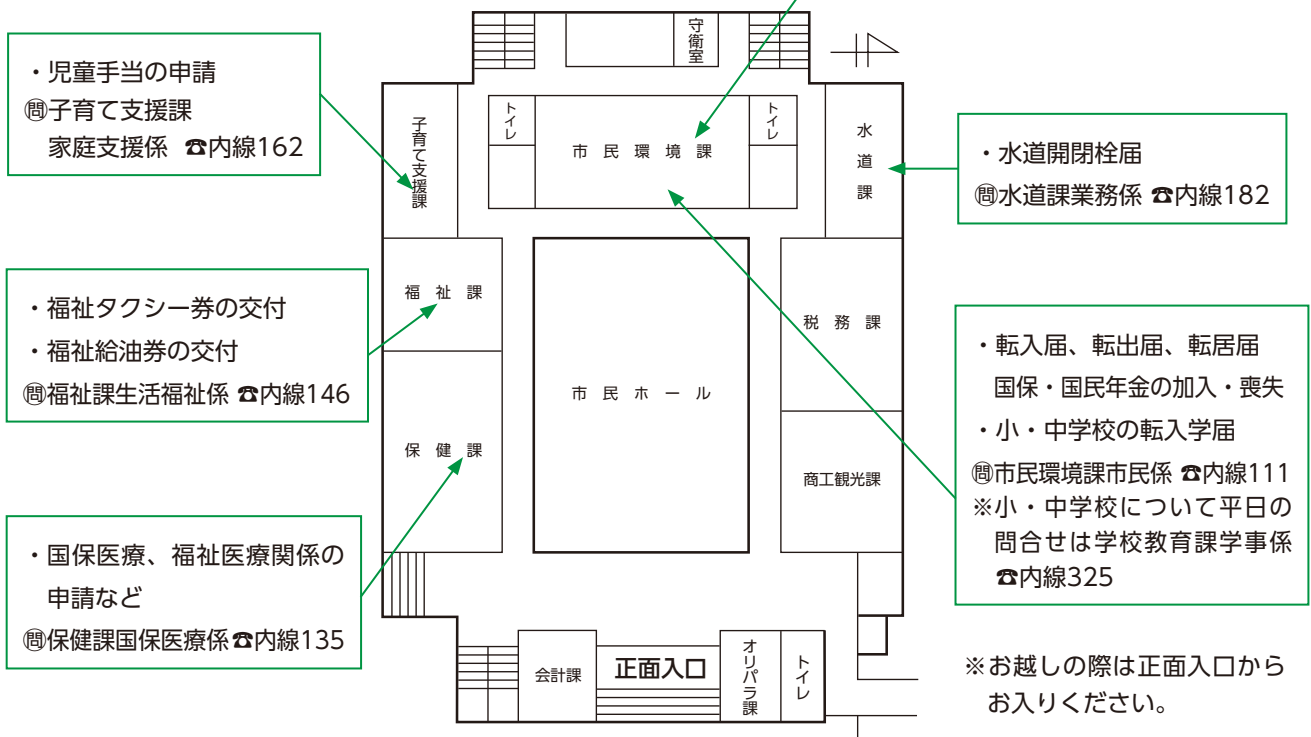 ・児童手当の申請
㉄子育て支援課
家庭支援係 ☎内線162
・福祉タクシー券の交付
・福祉給油券の交付
㉄福祉課生活福祉係 ☎内線146
・国保医療、福祉医療関係の
申請など
㉄保健課国保医療係☎内線135
守衛室
子育て支援課
トイレ
市民環境課
トイレ
水道課
福祉課
税務課
市民ホール
保健課
商工観光課
会計課
正面入口
オリパラ課
トイレ
・水道開閉栓届
㉄水道課業務係 ☎内線182
・転入届、転出届、転居届
国保・国民年金の加入・喪失
・小・中学校の転入学届
㉄市民環境課市民係 ☎内線111
※小・中学校について平日の
問合せは学校教育課学事係
☎内線325
※お越しの際は正面入口から
お入りください。